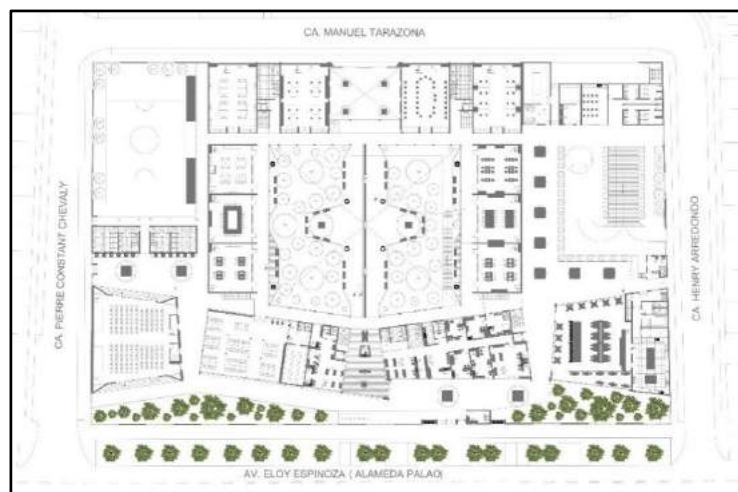 CA. MANUEL TARAZONA
CA. PIERRE CONSTANT CHEVALY
CA. HENRY ARREDONDO
AV. ELOY ESPINOZA ( ALAMEDA PALAO)